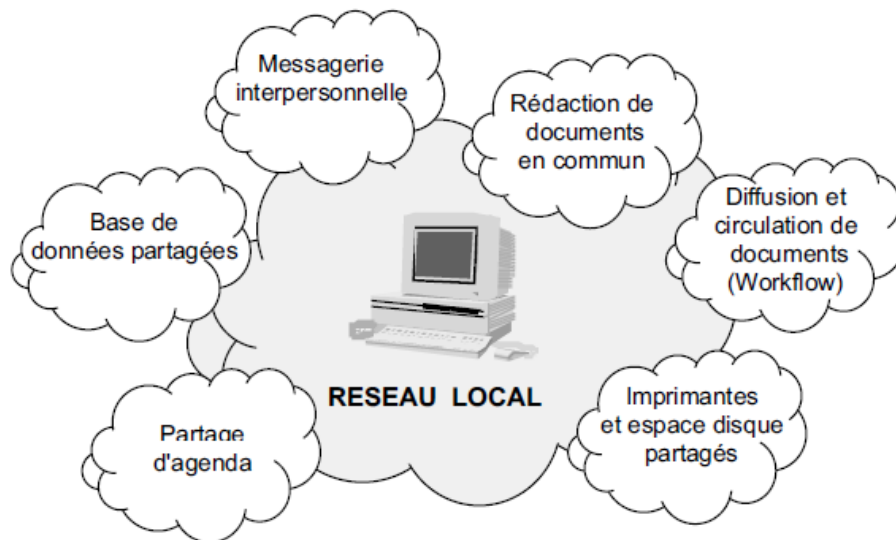 Messagerie
interpersonnelle
Rédaction de
documents
en commun
Base de
données partagées
Diffusion et
circulation de
documents
(Workflow)
RESEAU LOCAL
Partage
d'agenda
Imprimantes
et espace disque
partagés